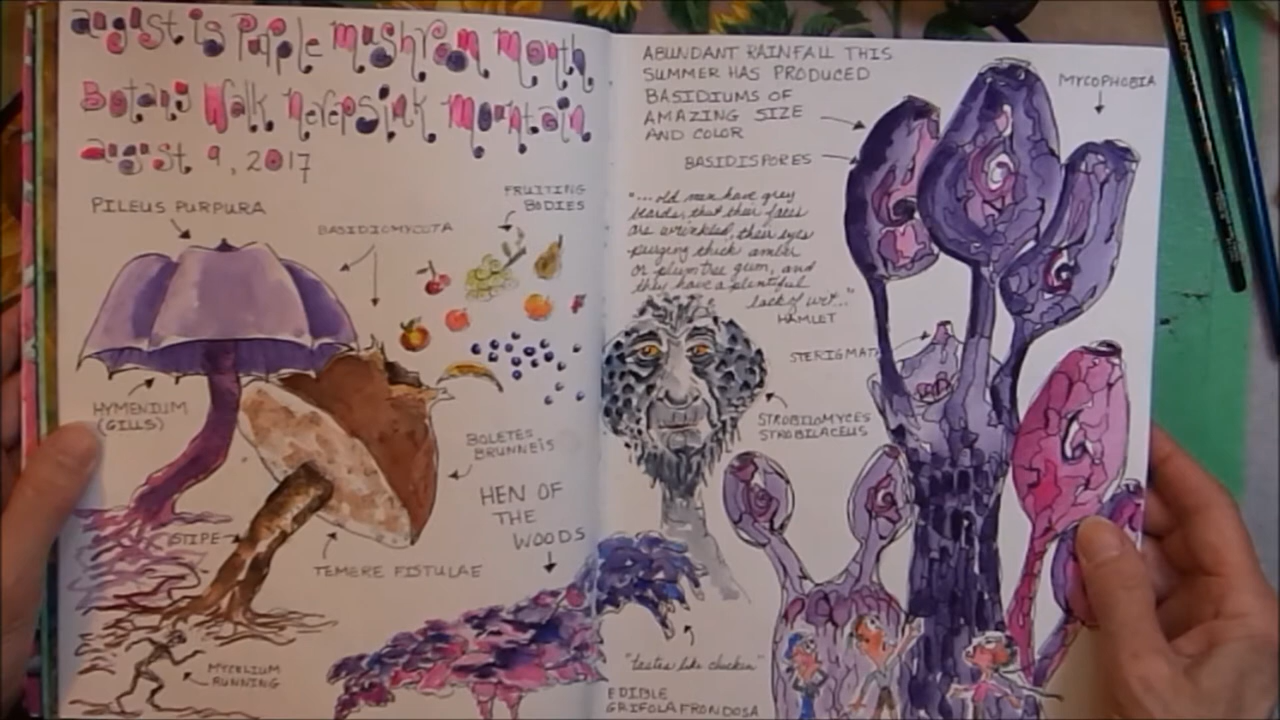 august is Purple mushroom month
Botany Walk Neversink Mountain
august, 9, 2017
PILEUS PURPURA
BASIDIOMYCOTA
FRUITING
BODIES
HYMENIUM
(GILLS)
BOLETES
BRUNNEIS
HEN OF
THE
WOODS
STIPE
TEMERE FISTULAE
MYCELIUM
RUNNING
ABUNDANT RAINFALL THIS
SUMMER HAS PRODUCED
BASIDIUMS OF
AMAZING SIZE
AND COLOR
MYCOPHOBIA
BASIDISPORES
"...old men have grey
beards, that their faces
are wrinkled, their eyes
purging thick amber
or plum tree gum, and
they have a plentiful
lack of wit..."
HAMLET
STERIGMATA
STROBILOMYCES
STROBILACEUS
"tastes like chicken"
EDIBLE
GRIFOLA FRONDOSA